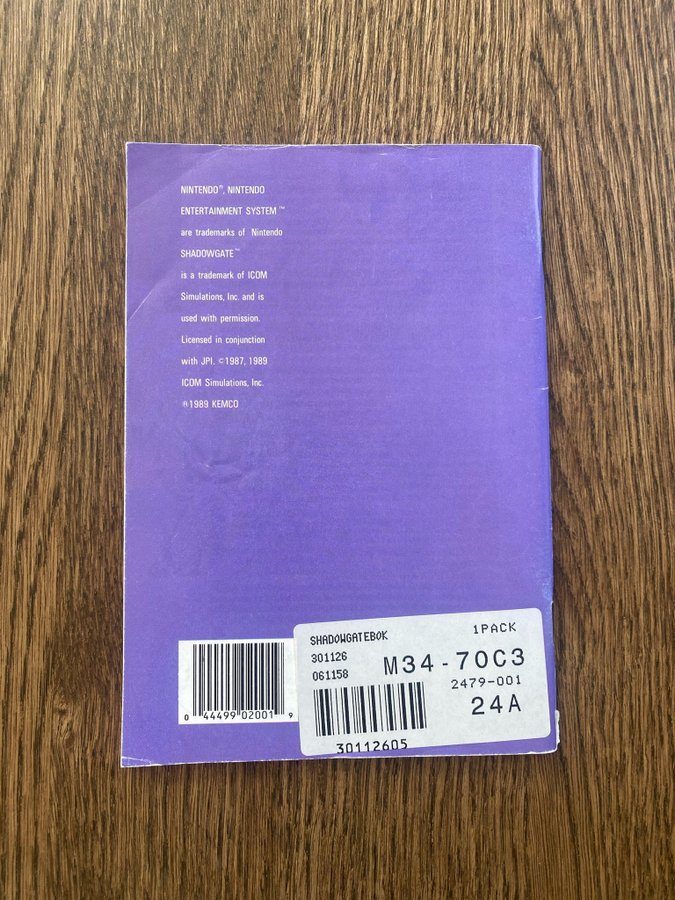 NINTENDO®, NINTENDO
ENTERTAINMENT SYSTEM™
are trademarks of Nintendo
SHADOWGATE™
is a trademark of ICOM
Simulations, Inc. and is
used with permission.
Licensed in conjunction
with JPI. ©1987, 1989
ICOM Simulations, Inc.
®1989 KEMCO
0 44499 02001 9
SHADOWGATEBOK 1PACK
301126
061158 M34-70C3
2479-001
24A
30112605